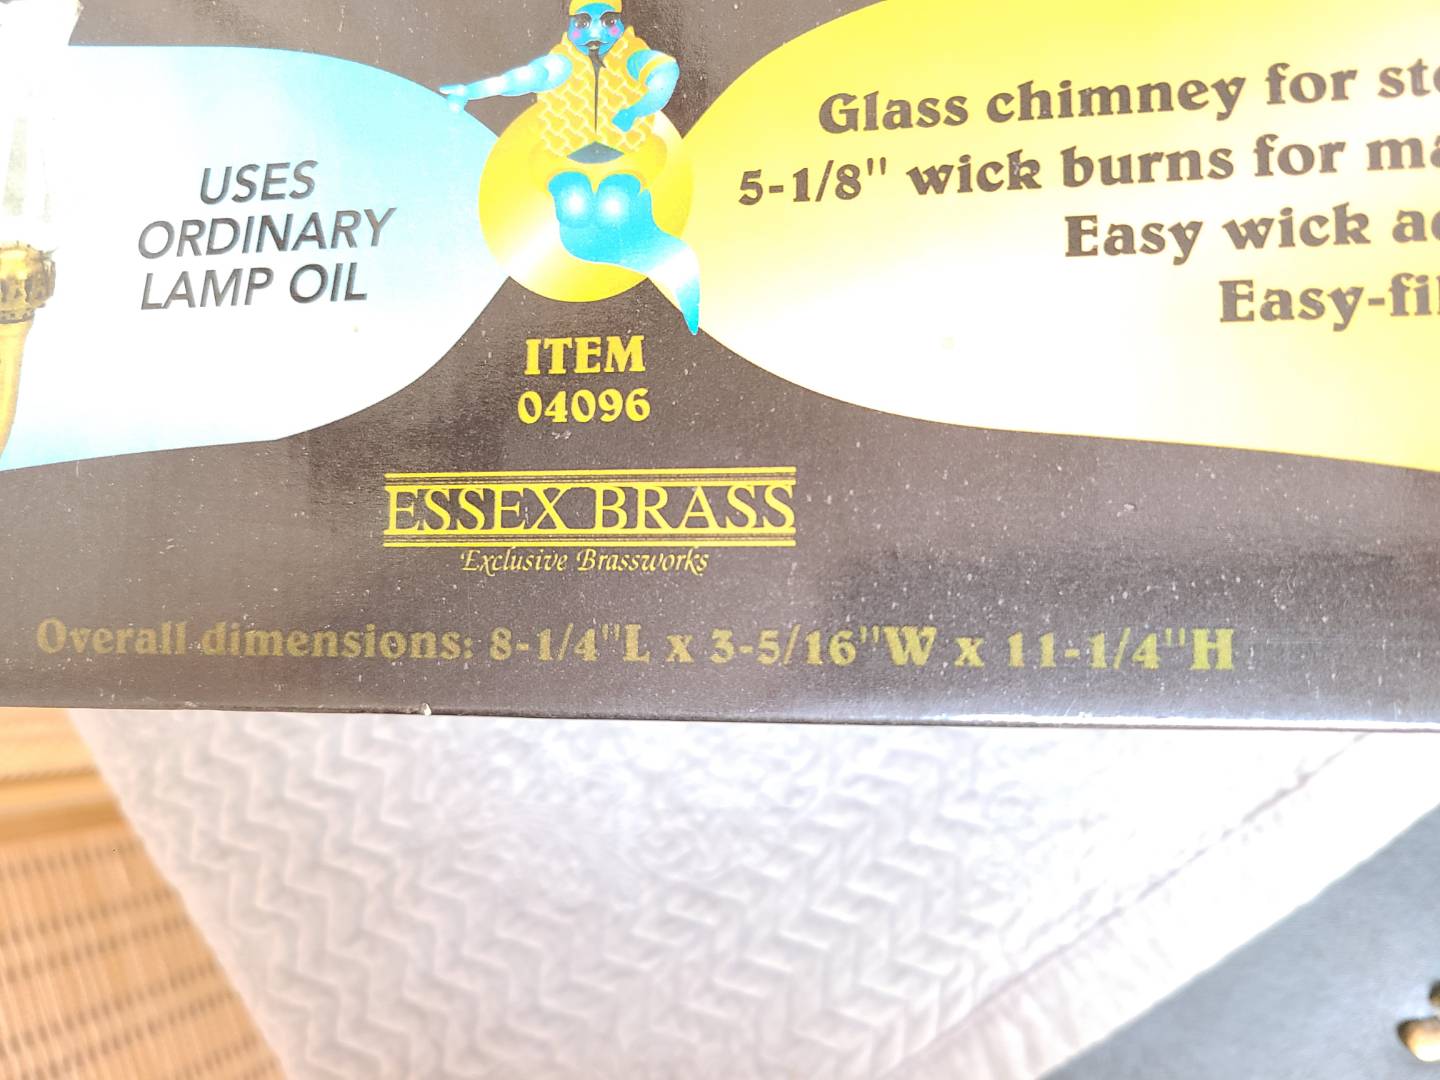 USES
ORDINARY
LAMP OIL
Glass chimney for
5-1/8" wick burns for
Easy wick
ITEM
04096
ESSEX BRASS
Exclusive Brassworks
Overall dimensions: 8-1/4"L x 3-5/16"W x 11-1/4"H